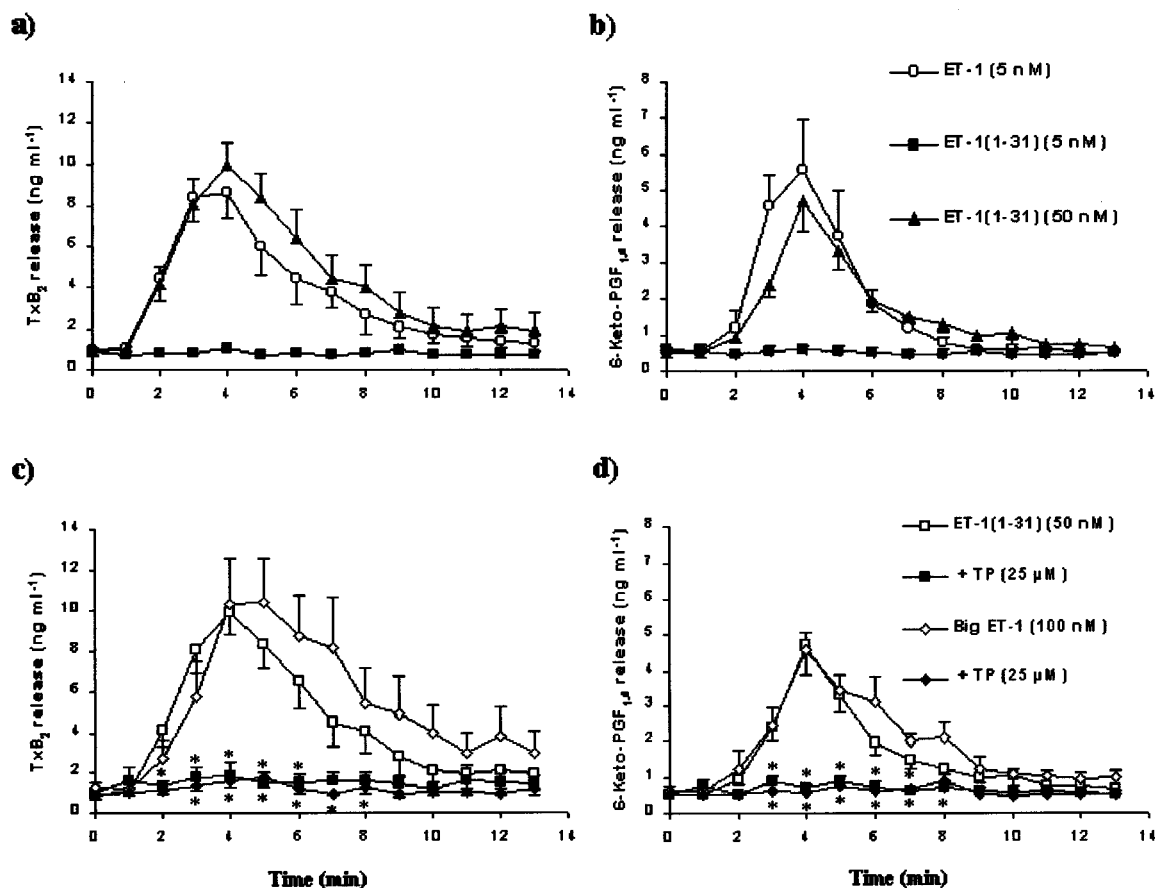 a)
TxB2 release (ng ml-1)
14
12
10
8
6
4
2
0
0 2 4 6 8 10 12 14
b)
6-Keto-PGF1,α release (ng ml-1)
8
7
6
5
4
3
2
1
0
0 2 4 6 8 10 12 14
ET-1 (5 nM)
ET-1(1-31) (5 nM)
ET-1(1-31) (50 nM)
c)
TxB2 release (ng ml-1)
14
12
10
8
6
4
2
0
* * * * *
* * * * * *
0 2 4 6 8 10 12 14
Time (min)
d)
6-Keto-PGF1,α release (ng ml-1)
8
7
6
5
4
3
2
1
0
* * * * *
* * * * * *
0 2 4 6 8 10 12 14
Time (min)
ET-1(1-31) (50 nM)
+ TP (25 µM)
Big ET-1 (100 nM)
+ TP (25 µM)